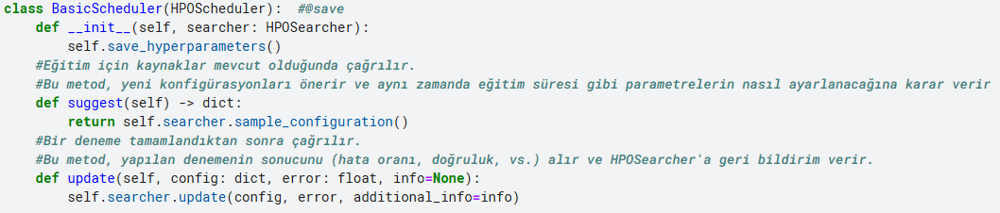 class BasicScheduler(HPOScheduler):  #@save
    def __init__(self, searcher: HPOSearcher):
        self.save_hyperparameters()
    #Eğitim için kaynaklar mevcut olduğunda çağrılır.
    #Bu metod, yeni konfigürasyonları önerir ve aynı zamanda eğitim süresi gibi parametrelerin nasıl ayarlanacağına karar verir
    def suggest(self) -> dict:
        return self.searcher.sample_configuration()
    #Bir deneme tamamlandıktan sonra çağrılır.
    #Bu metod, yapılan denemenin sonucunu (hata oranı, doğruluk, vs.) alır ve HPOSearcher'a geri bildirim verir.
    def update(self, config: dict, error: float, info=None):
        self.searcher.update(config, error, additional_info=info)